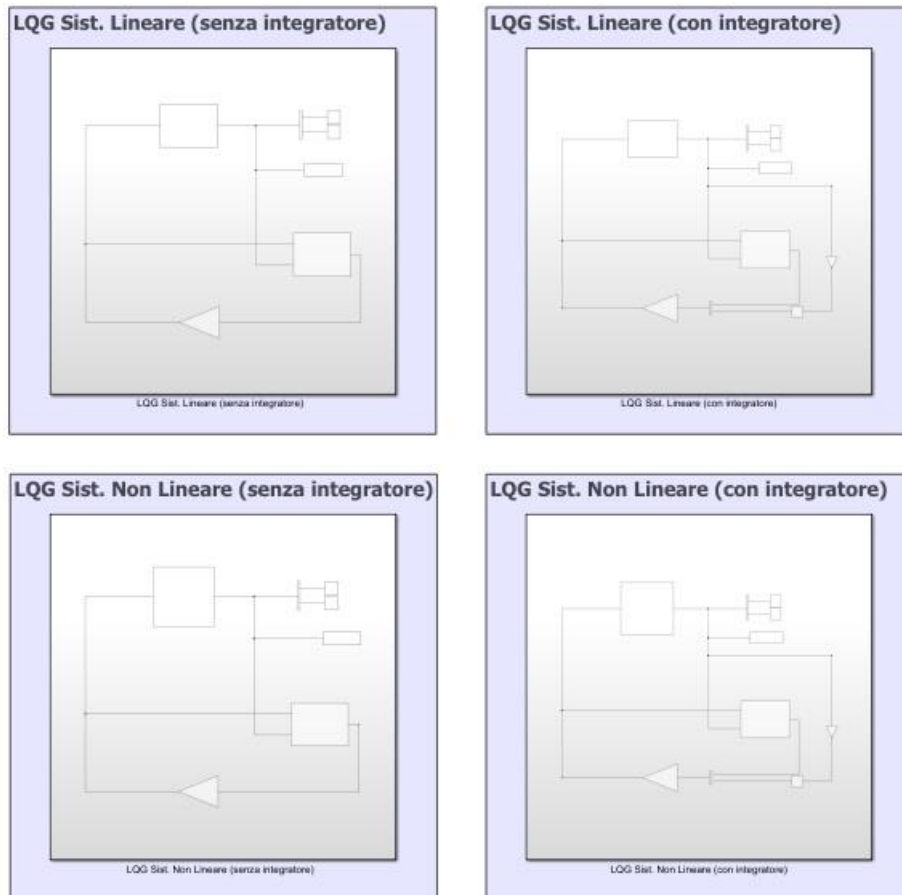 LQG Sist. Lineare (senza integratore)
LQG Sist. Lineare (senza integratore)
LQG Sist. Lineare (con integratore)
LQG Sist. Lineare (con integratore)
LQG Sist. Non Lineare (senza integratore)
LQG Sist. Non Lineare (senza integratore)
LQG Sist. Non Lineare (con integratore)
LQG Sist. Non Lineare (con integratore)